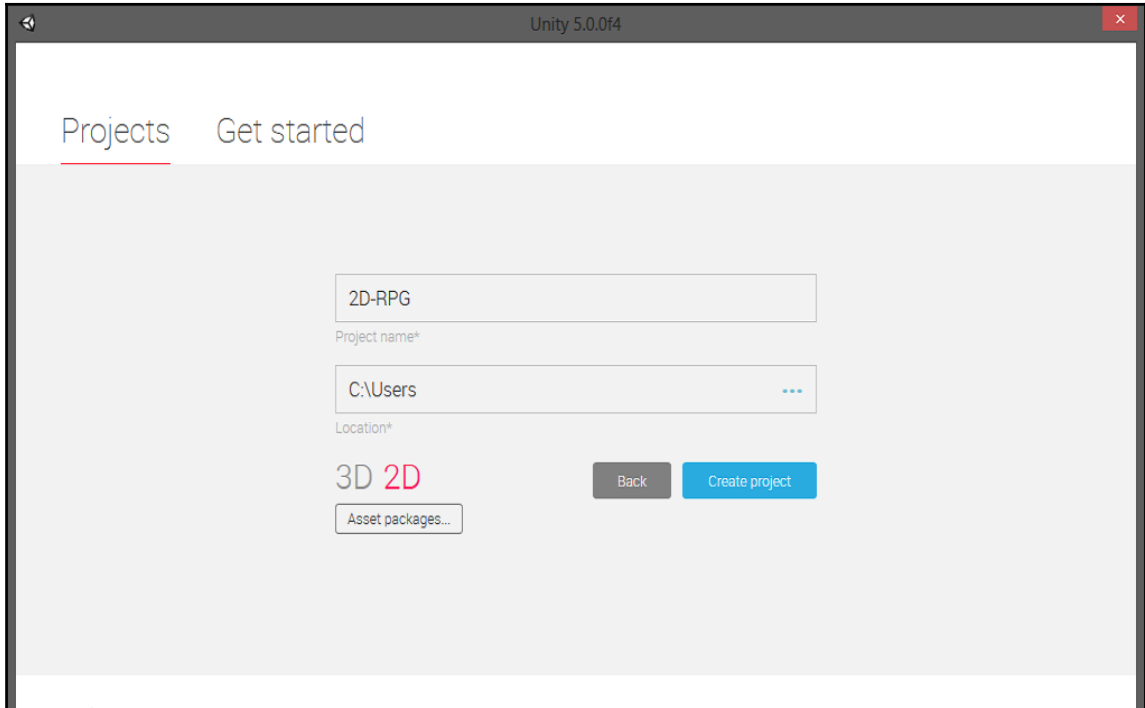 Unity 5.0.0f4
×
Projects Get started
2D-RPG
Project name*
C:\Users
...
Location*
3D 2D Back Create project
Asset packages...